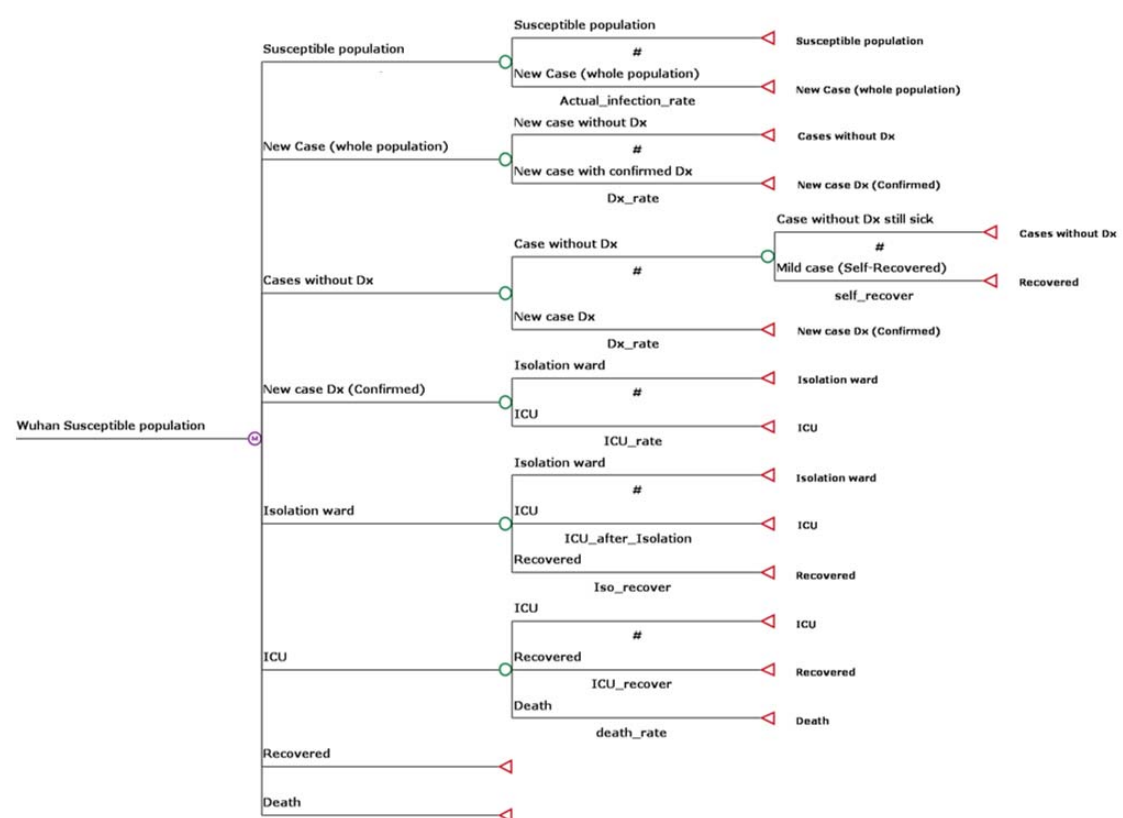 Susceptible population
Susceptible population
Susceptible population
#
New Case (whole population)
New Case (whole population)
Actual_infection_rate
New case without Dx
Cases without Dx
New Case (whole population)
#
New case with confirmed Dx
New case Dx (Confirmed)
Dx_rate
Case without Dx still sick
Cases without Dx
Case without Dx
#
Mild case (Self-Recovered)
Recovered
self_recover
#
Cases without Dx
New case Dx
New case Dx (Confirmed)
Dx_rate
Isolation ward
Isolation ward
New case Dx (Confirmed)
#
ICU
ICU
ICU_rate
Wuhan Susceptible population
M
Isolation ward
Isolation ward
#
Isolation ward
ICU
ICU
ICU_after_Isolation
Recovered
Recovered
Iso_recover
ICU
ICU
#
ICU
Recovered
Recovered
ICU_recover
Death
Death
death_rate
Recovered
Death